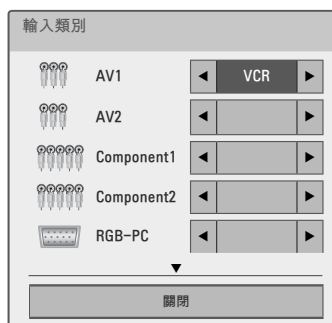 輸入類別
AV1 ◀ VCR ▶
AV2 ◀ ▶
Component1 ◀ ▶
Component2 ◀ ▶
RGB-PC ◀ ▶
▼
關閉